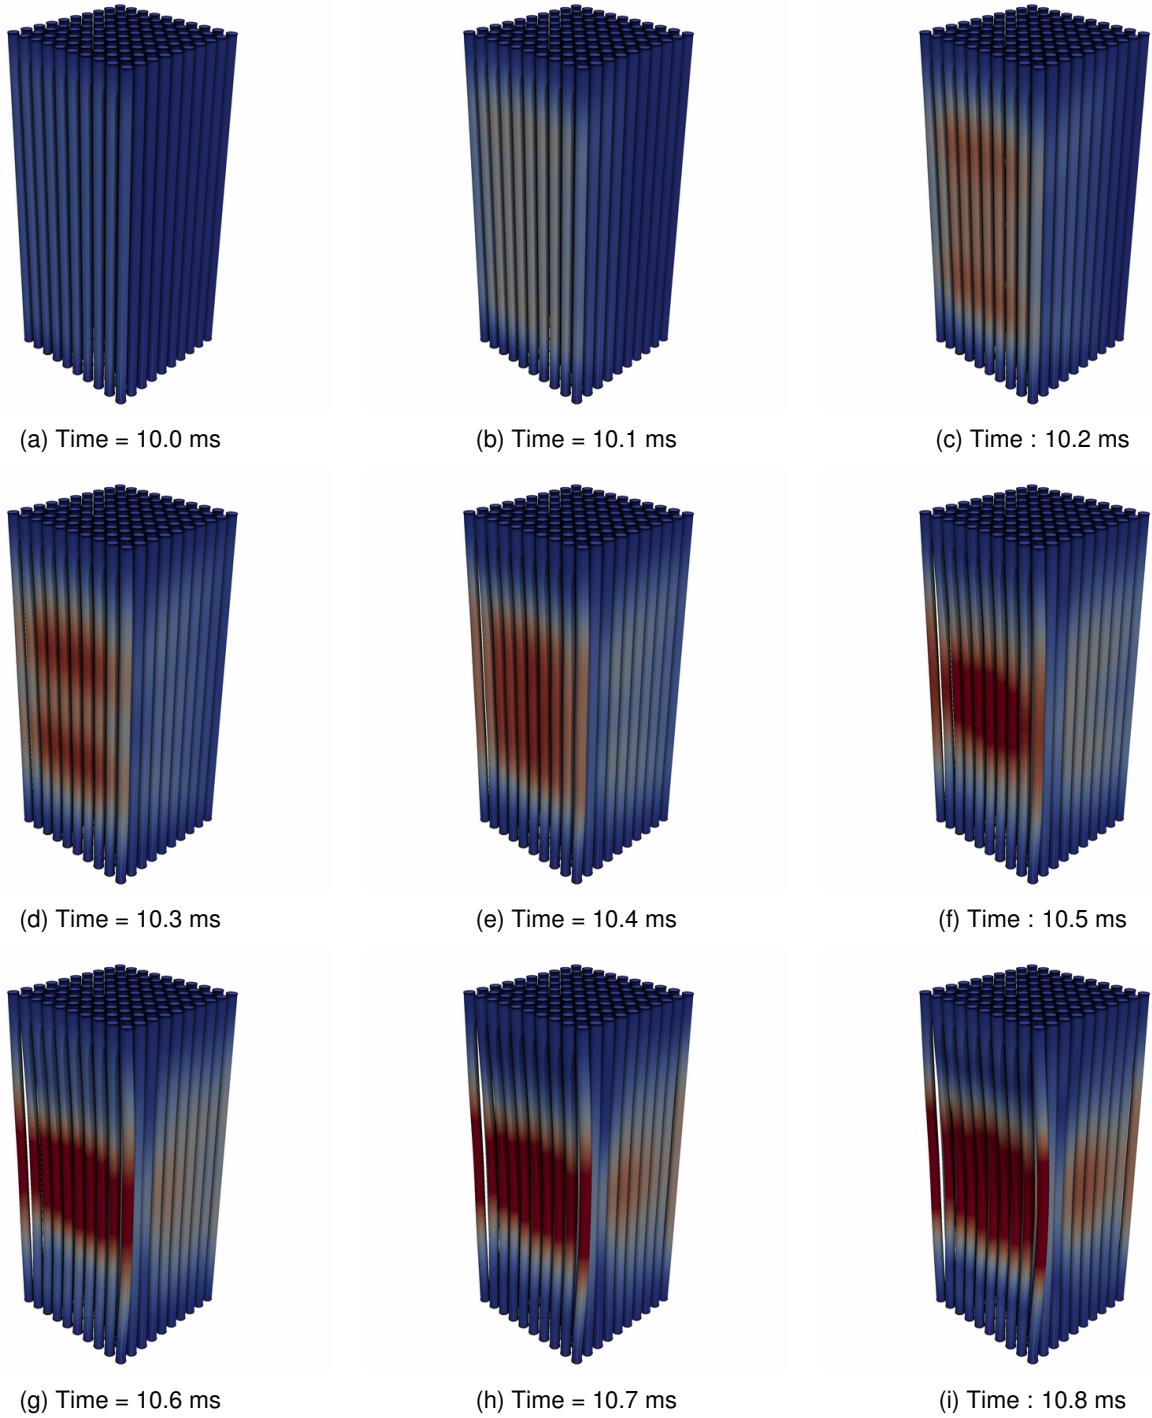 (a) Time = 10.0 ms
(b) Time = 10.1 ms
(c) Time : 10.2 ms
(d) Time = 10.3 ms
(e) Time = 10.4 ms
(f) Time : 10.5 ms
(g) Time = 10.6 ms
(h) Time = 10.7 ms
(i) Time : 10.8 ms